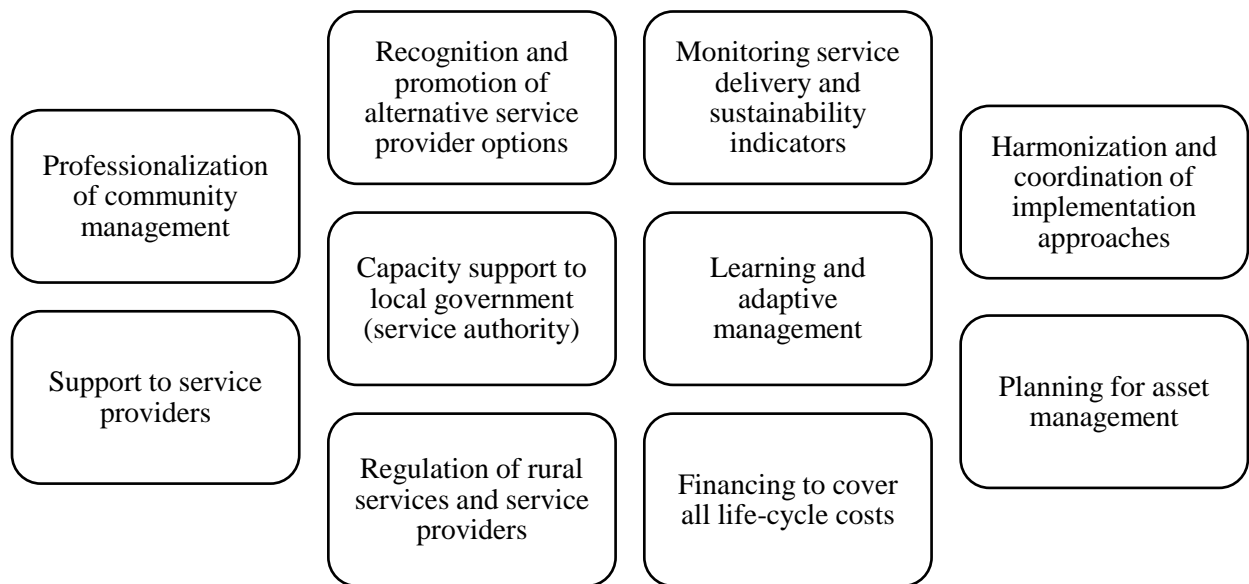 Professionalization
of community
management
Support to service
providers
Recognition and
promotion of
alternative service
provider options
Capacity support to
local government
(service authority)
Regulation of rural
services and service
providers
Monitoring service
delivery and
sustainability
indicators
Learning and
adaptive
management
Financing to cover
all life-cycle costs
Harmonization and
coordination of
implementation
approaches
Planning for asset
management